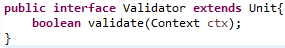 public interface Validator extends Unit{
    boolean validate(Context ctx);
}